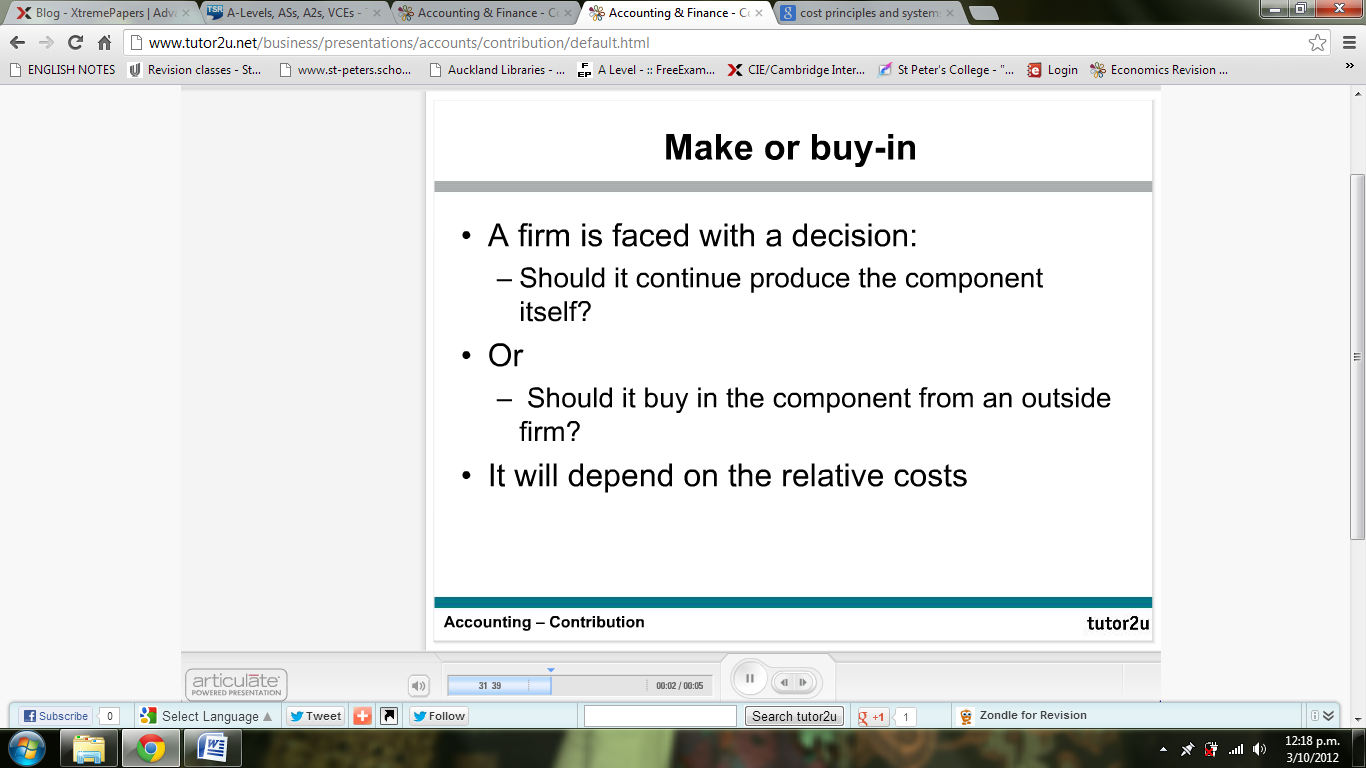 Blog - XtremePapers | Adva
A-Levels, ASs, A2s, VCEs -
Accounting & Finance - Co
Accounting & Finance - Co
cost principles and system
www.tutor2u.net/business/presentations/accounts/contribution/default.html
ENGLISH NOTES
Revision classes - St...
www.st-peters.scho...
Auckland Libraries - ...
A Level - :: FreeExam...
CIE/Cambridge Inter...
St Peter's College - "...
Login
Economics Revision ...
Make or buy-in
• A firm is faced with a decision:
– Should it continue produce the component
itself?
• Or
– Should it buy in the component from an outside
firm?
• It will depend on the relative costs
Accounting – Contribution
tutor2u
articulate
POWERED PRESENTATION
31 39
00:02 / 00:05
Subscribe
0
Select Language
Tweet
Follow
Search tutor2u
+1
1
Zondle for Revision
12:18 p.m.
3/10/2012